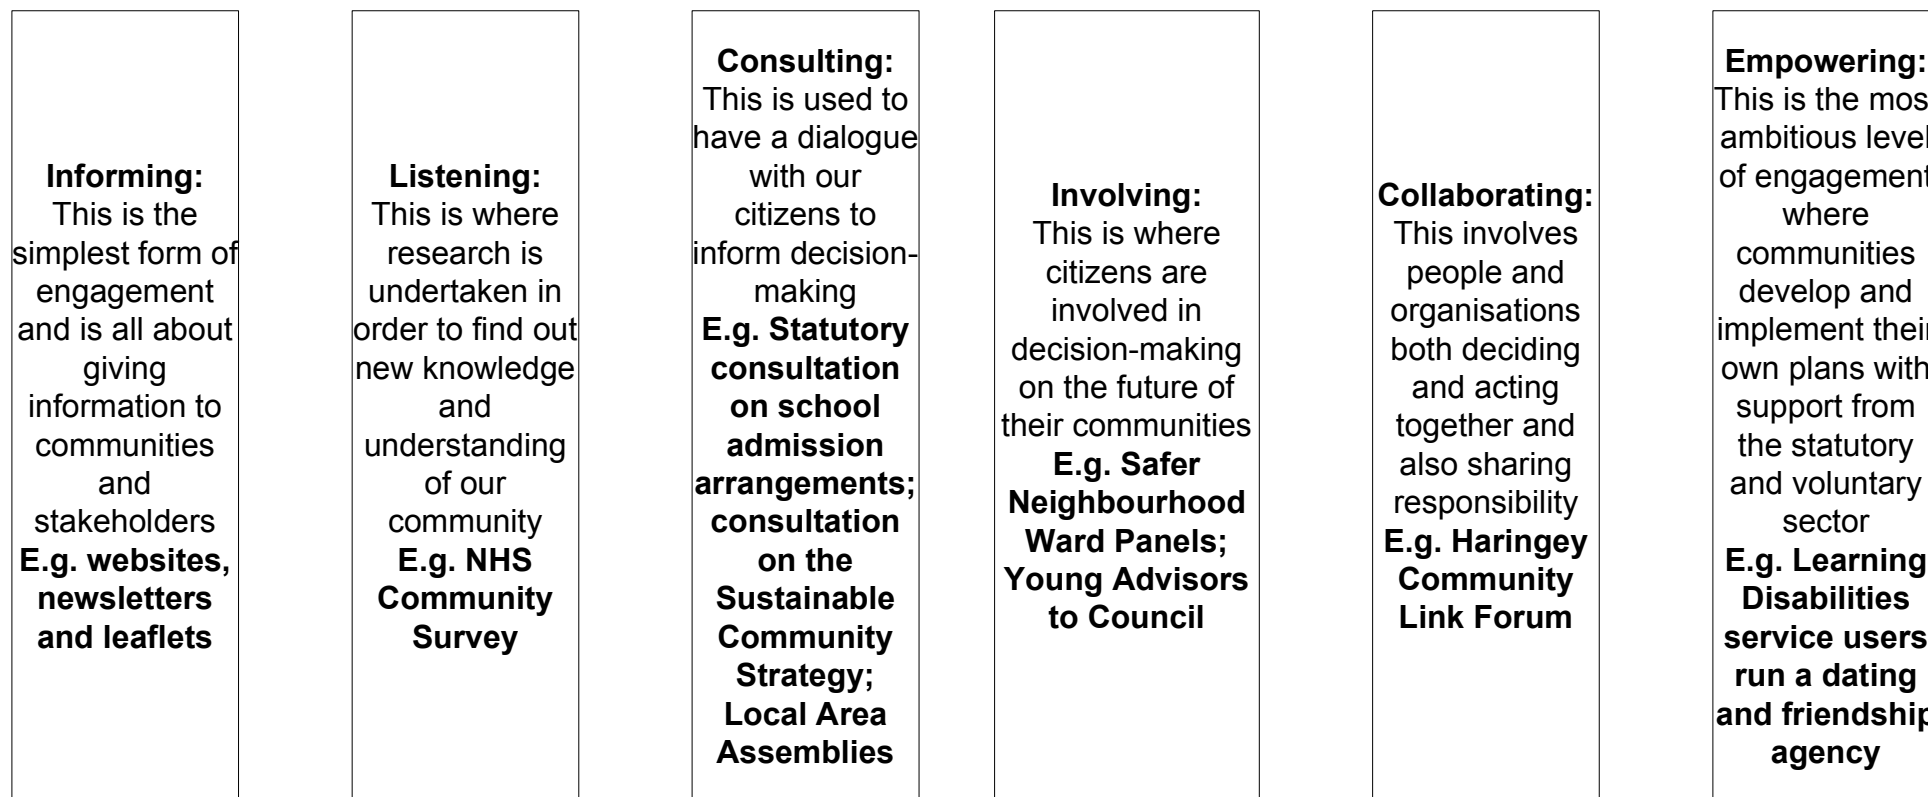 Informing:
This is the
simplest form of
engagement
and is all about
giving
information to
communities
and
stakeholders
E.g. websites,
newsletters
and leaflets
Listening:
This is where
research is
undertaken in
order to find out
new knowledge
and
understanding
of our
community
E.g. NHS
Community
Survey
Consulting:
This is used to
have a dialogue
with our
citizens to
inform decision-
making
E.g. Statutory
consultation
on school
admission
arrangements;
consultation
on the
Sustainable
Community
Strategy;
Local Area
Assemblies
Involving:
This is where
citizens are
involved in
decision-making
on the future of
their communities
E.g. Safer
Neighbourhood
Ward Panels;
Young Advisors
to Council
Collaborating:
This involves
people and
organisations
both deciding
and acting
together and
also sharing
responsibility
E.g. Haringey
Community
Link Forum
Empowering:
This is the mos
ambitious level
of engagement
where
communities
develop and
implement their
own plans with
support from
the statutory
and voluntary
sector
E.g. Learning
Disabilities
service users
run a dating
and friendship
agency